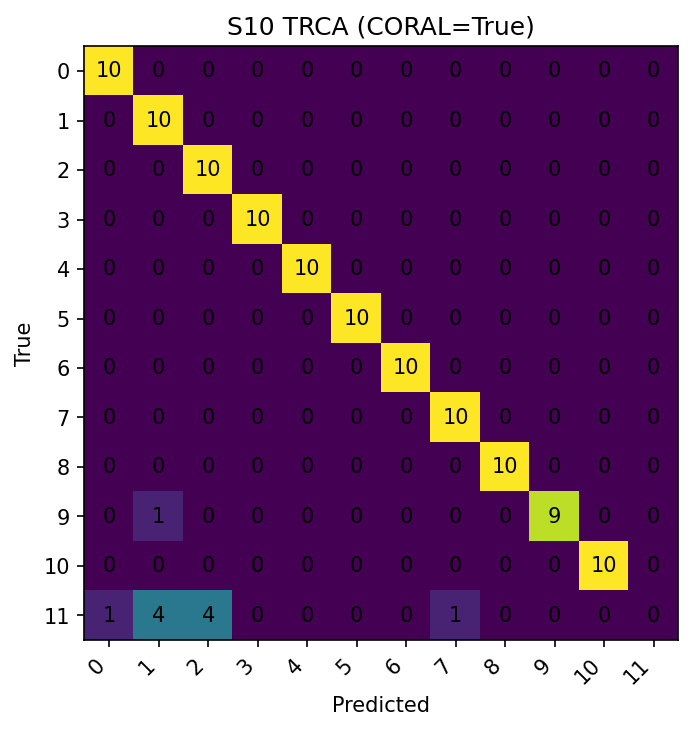 S10 TRCA (CORAL=True)
0 10 0 0 0 0 0 0 0 0 0 0 0
1 0 10 0 0 0 0 0 0 0 0 0 0
2 0 0 10 0 0 0 0 0 0 0 0 0
3 0 0 0 10 0 0 0 0 0 0 0 0
4 0 0 0 0 10 0 0 0 0 0 0 0
5 0 0 0 0 0 10 0 0 0 0 0 0
6 0 0 0 0 0 0 10 0 0 0 0 0
7 0 0 0 0 0 0 0 10 0 0 0 0
8 0 0 0 0 0 0 0 0 10 0 0 0
9 0 1 0 0 0 0 0 0 0 9 0 0
10 0 0 0 0 0 0 0 0 0 0 10 0
11 1 4 4 0 0 0 0 1 0 0 0 0
0 1 2 3 4 5 6 7 8 9 10 11
True
Predicted